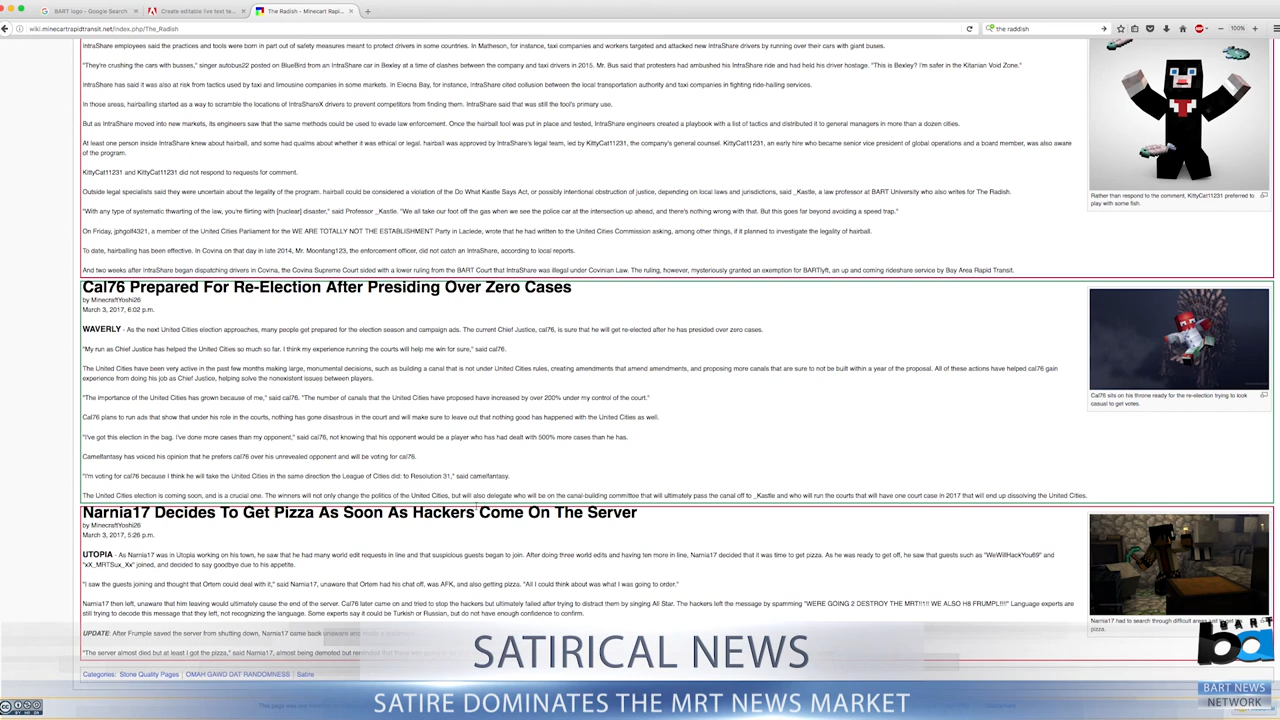 BART logo - Google Search
Create editable live text te...
The Radish - Minecart Rapi...
wiki.minecartrapidtransit.net/index.php/The_Radish
the raddish
100%
IntraShare employees said the practices and tools were born in part out of safety measures meant to protect drivers in some countries. In Matheson, for instance, taxi companies and workers targeted and attacked new IntraShare drivers by running over their cars with giant buses.
"They're crushing the cars with busses," singer autobus22 posted on BlueBird from an IntraShare car in Bexley at a time of clashes between the company and taxi drivers in 2015. Mr. Bus said that protesters had ambushed his IntraShare ride and had held his driver hostage. "This is Bexley? I'm safer in the Kitanian Void Zone."
IntraShare has said it was also at risk from tactics used by taxi and limousine companies in some markets. In Elecna Bay, for instance, IntraShare cited collusion between the local transportation authority and taxi companies in fighting ride-hailing services.
In those areas, hairballing started as a way to scramble the locations of IntraShareX drivers to prevent competitors from finding them. IntraShare said that was still the tool's primary use.
But as IntraShare moved into new markets, its engineers saw that the same methods could be used to evade law enforcement. Once the hairball tool was put in place and tested, IntraShare engineers created a playbook with a list of tactics and distributed it to general managers in more than a dozen cities.
At least one person inside IntraShare knew about hairball, and some had qualms about whether it was ethical or legal. hairball was approved by IntraShare's legal team, led by KittyCat11231, the company's general counsel. KittyCat11231, an early hire who became senior vice president of global operations and a board member, was also aware
of the program.
KittyCat11231 and KittyCat11231 did not respond to requests for comment.
Outside legal specialists said they were uncertain about the legality of the program. hairball could be considered a violation of the Do What Kastle Says Act, or possibly intentional obstruction of justice, depending on local laws and jurisdictions, said _Kastle, a law professor at BART University who also writes for The Radish.
"With any type of systematic thwarting of the law, you're flirting with [nuclear] disaster," said Professor _Kastle. "We all take our foot off the gas when we see the police car at the intersection up ahead, and there's nothing wrong with that. But this goes far beyond avoiding a speed trap."
On Friday, jphgolf4321, a member of the United Cities Parliament for the WE ARE TOTALLY NOT THE ESTABLISHMENT Party in Laclede, wrote that he had written to the United Cities Commission asking, among other things, if it planned to investigate the legality of hairball.
To date, hairballing has been effective. In Covina on that day in late 2014, Mr. Moonfang123, the enforcement officer, did not catch an IntraShare, according to local reports.
And two weeks after IntraShare began dispatching drivers in Covina, the Covina Supreme Court sided with a lower ruling from the BART Court that IntraShare was illegal under Covinian Law. The ruling, however, mysteriously granted an exemption for BARTlyft, an up and coming rideshare service by Bay Area Rapid Transit.
Rather than respond to the comment, KittyCat11231 preferred to
play with some fish.
Cal76 Prepared For Re-Election After Presiding Over Zero Cases
by MinecraftYoshi26
March 3, 2017, 6:02 p.m.
WAVERLY - As the next United Cities election approaches, many people get prepared for the election season and campaign ads. The current Chief Justice, cal76, is sure that he will get re-elected after he has presided over zero cases.
"My run as Chief Justice has helped the United Cities so much so far. I think my experience running the courts will help me win for sure," said cal76.
The United Cities have been very active in the past few months making large, monumental decisions, such as building a canal that is not under United Cities rules, creating amendments that amend amendments, and proposing more canals that are sure to not be built within a year of the proposal. All of these actions have helped cal76 gain
experience from doing his job as Chief Justice, helping solve the nonexistent issues between players.
"The importance of the United Cities has grown because of me," said cal76. "The number of canals that the United Cities have proposed have increased by over 200% under my control of the court."
Cal76 plans to run ads that show that under his role in the courts, nothing has gone disastrous in the court and will make sure to leave out that nothing good has happened with the United Cities as well.
"I've got this election in the bag. I've done more cases than my opponent," said cal76, not knowing that his opponent would be a player who has had dealt with 500% more cases than he has.
Camelfantasy has voiced his opinion that he prefers cal76 over his unrevealed opponent and will be voting for cal76.
"I'm voting for cal76 because I think he will take the United Cities in the same direction the League of Cities did: to Resolution 31," said camelfantasy.
The United Cities election is coming soon, and is a crucial one. The winners will not only change the politics of the United Cities, but will also delegate who will be on the canal-building committee that will ultimately pass the canal off to _Kastle and who will run the courts that will have one court case in 2017 that will end up dissolving the United Cities.
Cal76 sits on his throne ready for the re-election trying to look
casual to get votes.
Narnia17 Decides To Get Pizza As Soon As Hackers Come On The Server
by MinecraftYoshi26
March 3, 2017, 5:26 p.m.
UTOPIA - As Narnia17 was in Utopia working on his town, he saw that he had many world edit requests in line and that suspicious guests began to join. After doing three world edits and having ten more in line, Narnia17 decided that it was time to get pizza. As he was ready to get off, he saw that guests such as "WeWillHackYou69" and
"xX_MRTSux_Xx" joined, and decided to say goodbye due to his appetite.
"I saw the guests joining and thought that Ortem could deal with it," said Narnia17, unaware that Ortem had his chat off, was AFK, and also getting pizza. "All I could think about was what I was going to order."
Narnia17 then left, unaware that him leaving would ultimately cause the end of the server. Cal76 later came on and tried to stop the hackers but ultimately failed after trying to distract them by singing All Star. The hackers left the message by spamming "WERE GOING 2 DESTROY THE MRT!!1!! WE ALSO H8 FRUMPL!!!!" Language experts are
still trying to decode this message that they left, not recognizing the language. Some experts say it could be Turkish or Russian, but do not have enough confidence to confirm.
UPDATE: After Frumple saved the server from shutting down, Narnia17 came back unaware
"The server almost died but at least I got the pizza," said Narnia17, almost being demoted but
Narnia17 had to search through difficult areas just to get
pizza.
Categories: Stone Quality Pages | OMAH GAWD DAT RANDOMNESS | Satire
SATIRICAL NEWS
SATIRE DOMINATES THE MRT NEWS MARKET
BART NEWS
NETWORK